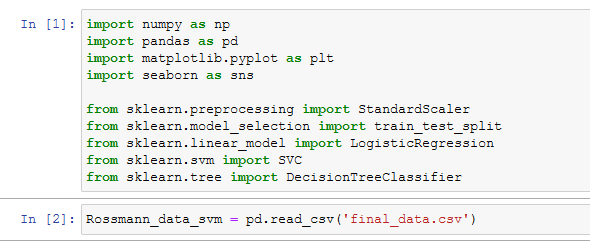 In [1]: import numpy as np
import pandas as pd
import matplotlib.pyplot as plt
import seaborn as sns
from sklearn.preprocessing import StandardScaler
from sklearn.model_selection import train_test_split
from sklearn.linear_model import LogisticRegression
from sklearn.svm import SVC
from sklearn.tree import DecisionTreeClassifier
In [2]: Rossmann_data_svm = pd.read_csv('final_data.csv')